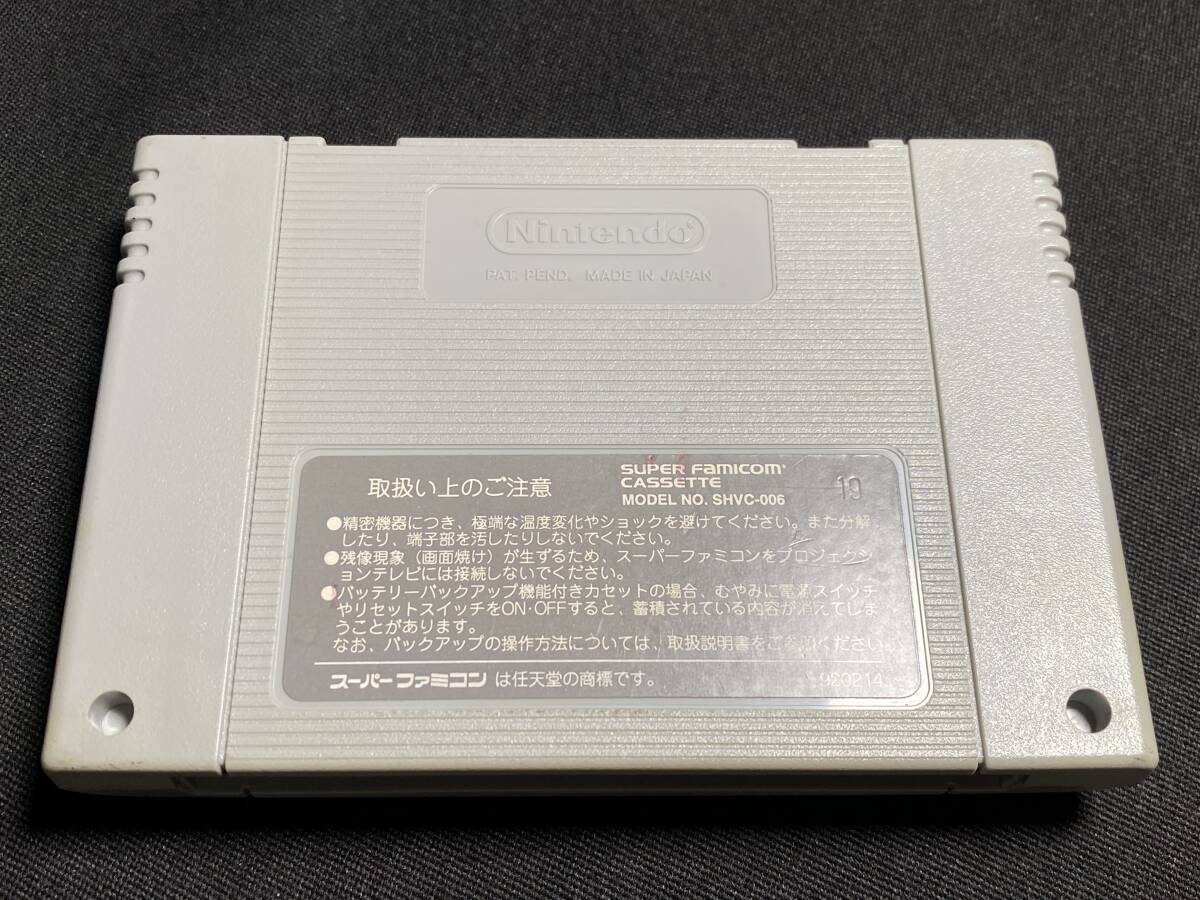 Nintendo
PAT. PEND. MADE IN JAPAN
SUPER FAMICOM
CASSETTE
MODEL NO. SHVC-006
19
取扱い上のご注意
●精密機器につき、極端な温度変化やショックを避けてください。また分解
したり、端子部を汚したりしないでください。
●残像現象（画面焼け）が生ずるため、スーパーファミコンをプロジェクシ
ョンテレビには接続しないでください。
●バッテリーバックアップ機能付きカセットの場合、むやみに電源スイッチ
やリセットスイッチをON・OFFすると、蓄積されている内容が消えてしま
うことがあります。
なお、バックアップの操作方法については、取扱説明書をご ください
スーパーファミコン は任天堂の商標です。
920214